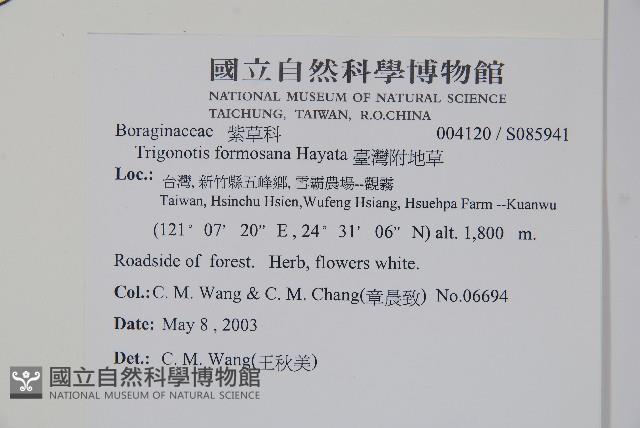 國立自然科學博物館
NATIONAL MUSEUM OF NATURAL SCIENCE
TAICHUNG, TAIWAN, R.O.CHINA
Boraginaceae 紫草科 004120 / S085941
Trigonotis formosana Hayata 臺灣附地草
Loc.: 台灣, 新竹縣五峰鄉, 雪霸農場--觀霧
Taiwan, Hsinchu Hsien,Wufeng Hsiang, Hsuehpa Farm --Kuanwu
(121° 07' 20" E , 24° 31' 06" N) alt. 1,800 m.
Roadside of forest. Herb, flowers white.
Col.: C. M. Wang & C. M. Chang(章晨玫) No.06694
Date: May 8 , 2003
Det.: C. M. Wang(王秋美)
國立自然科學博物館
NATIONAL MUSEUM OF NATURAL SCIENCE